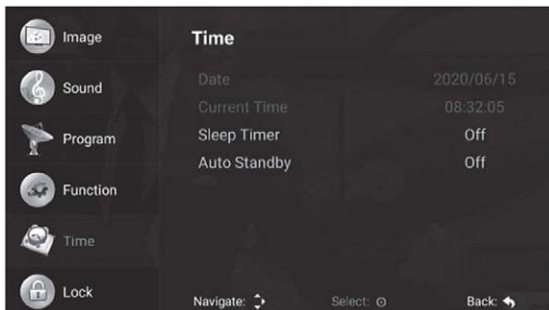 Image
Sound
Program
Function
Time
Lock
Time
Date 2020/06/15
Current Time 08:32:05
Sleep Timer Off
Auto Standby Off
Navigate: Select: Back: